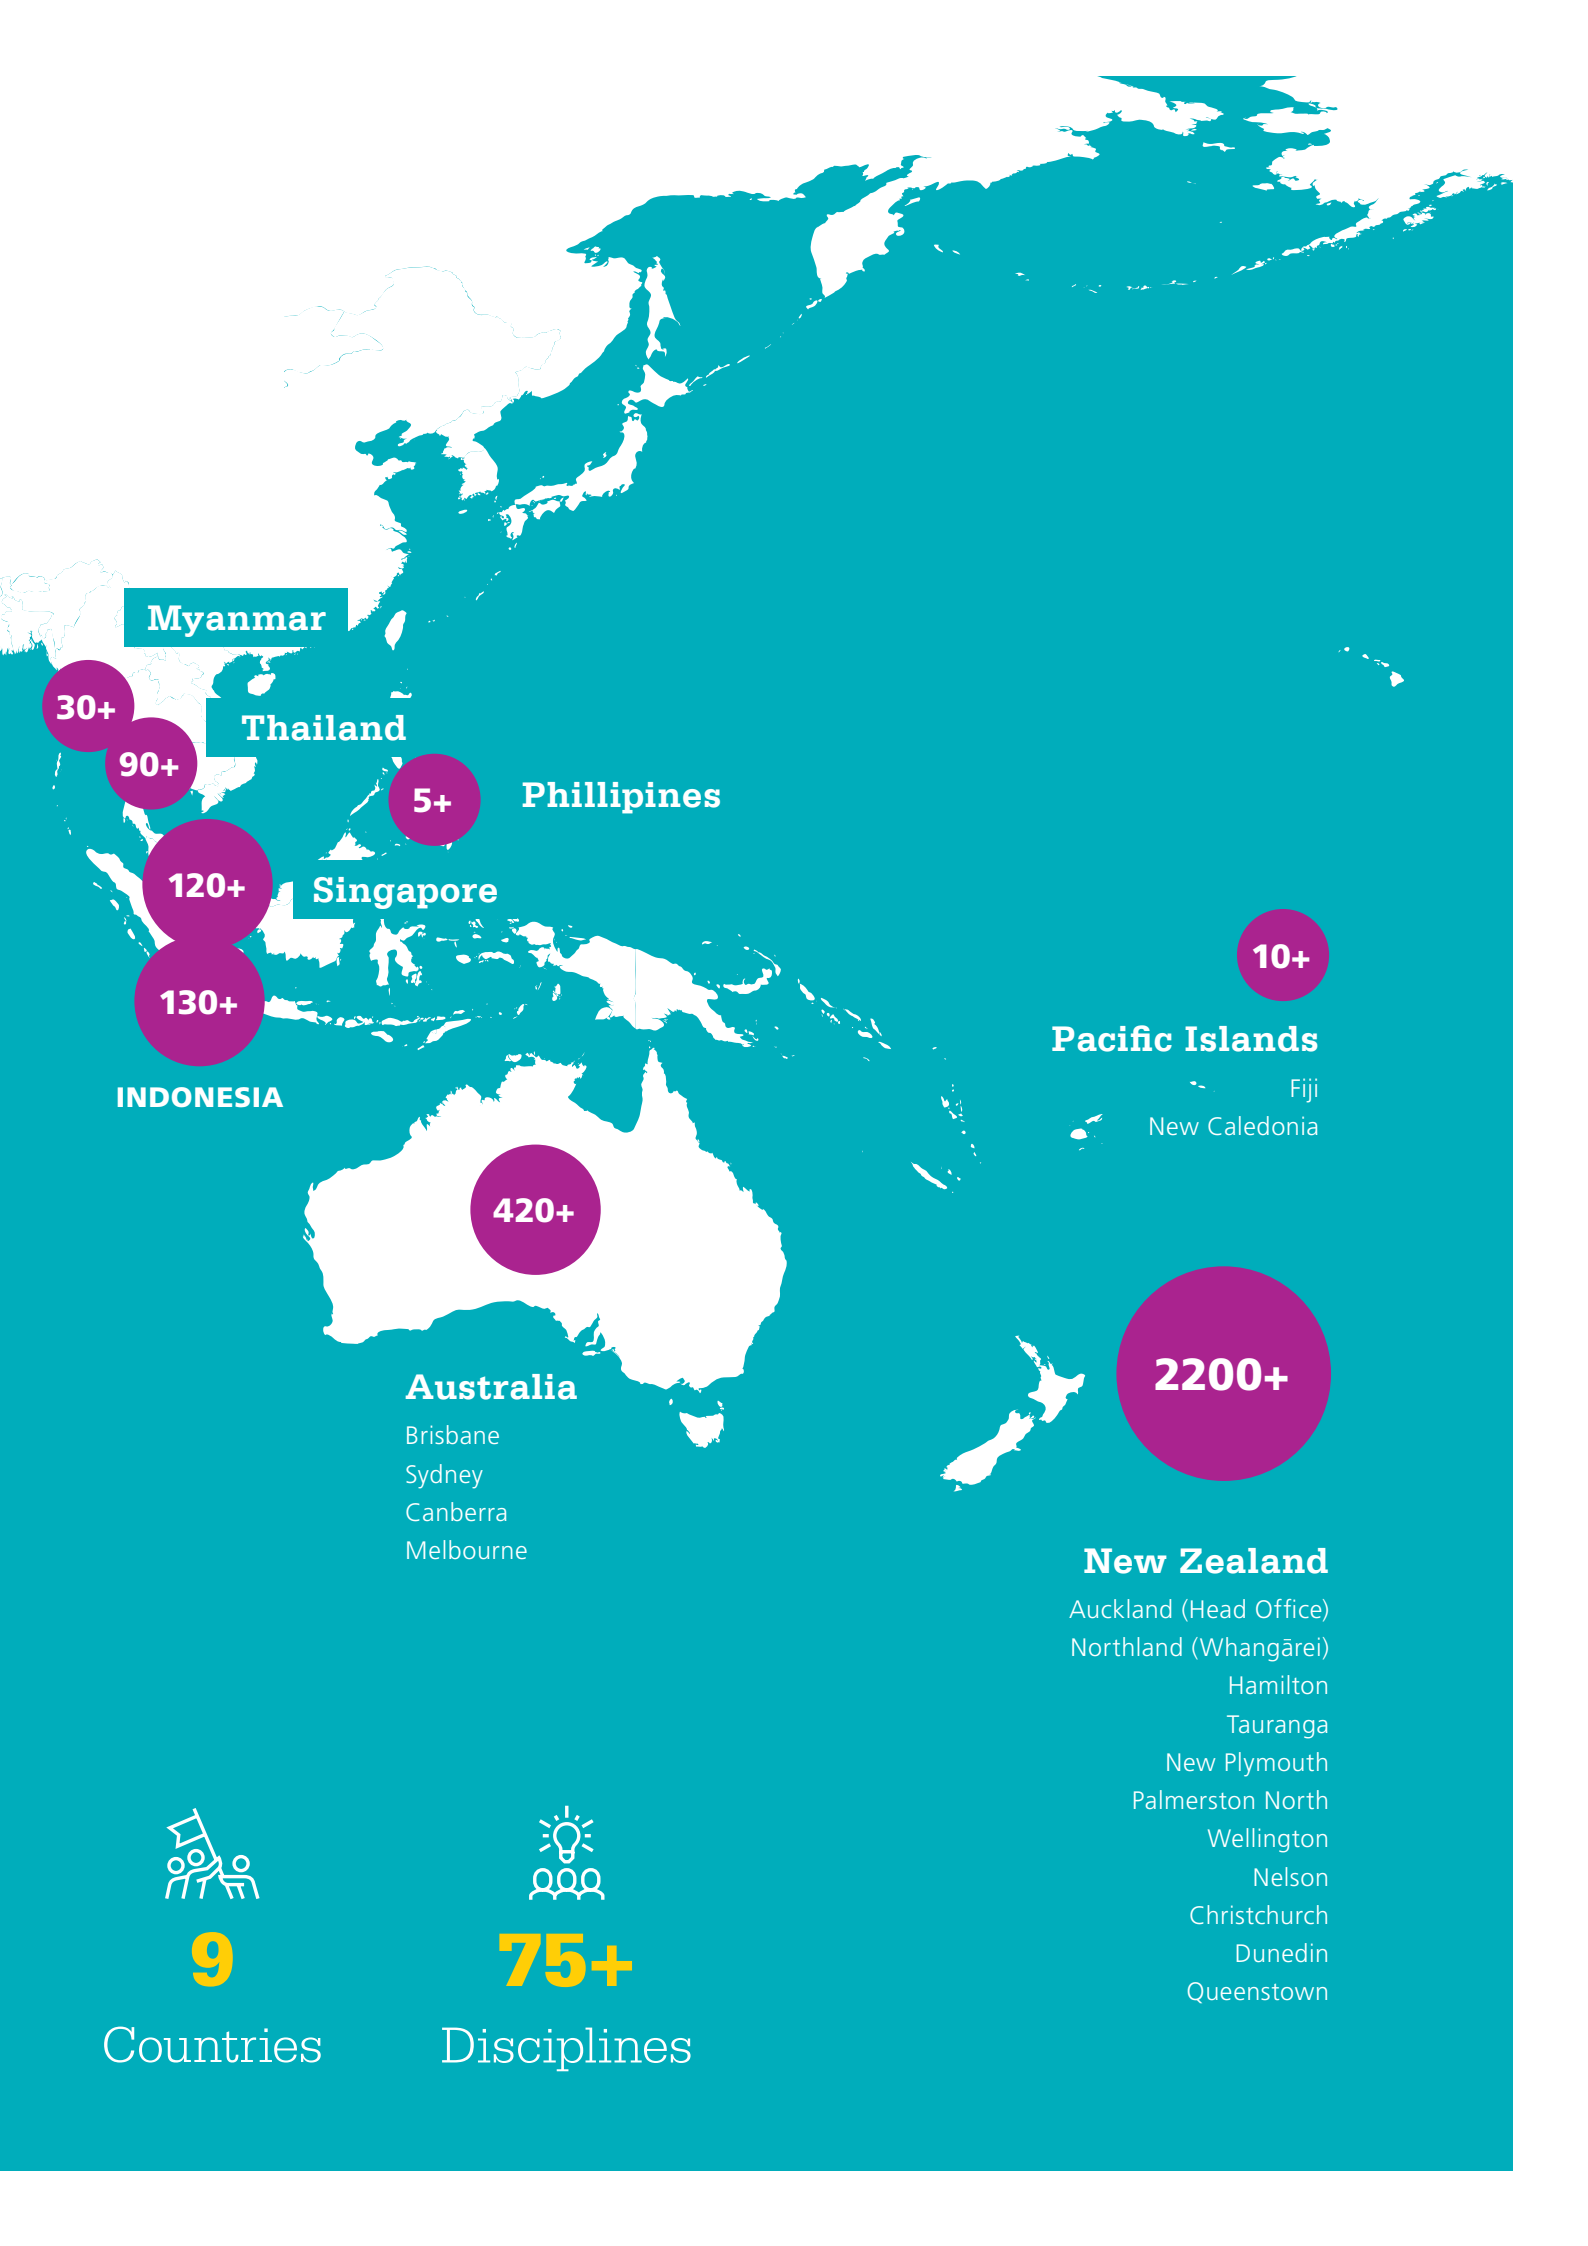 Myanmar
30+
Thailand
90+
5+
Phillipines
120+
Singapore
130+
INDONESIA
10+
Pacific Islands
Fiji
New Caledonia
420+
Australia
Brisbane
Sydney
Canberra
Melbourne
2200+
New Zealand
Auckland (Head Office)
Northland (Whangārei)
Hamilton
Tauranga
New Plymouth
Palmerston North
Wellington
Nelson
Christchurch
Dunedin
Queenstown
9
Countries
75+
Disciplines